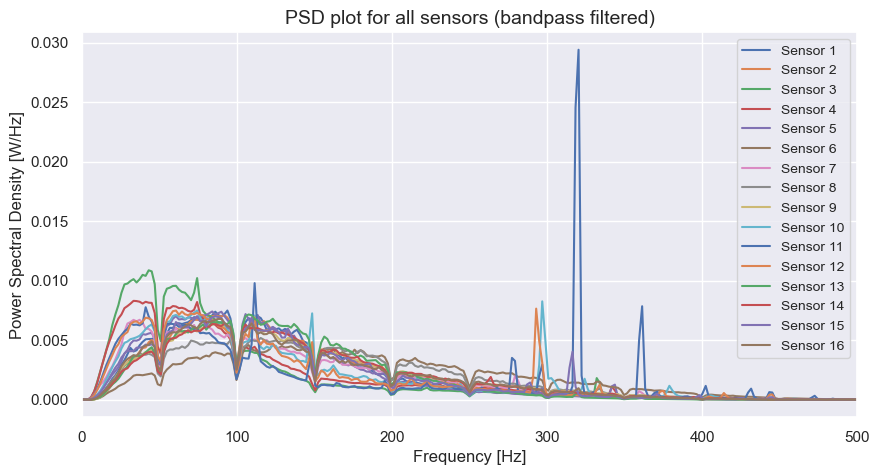 PSD plot for all sensors (bandpass filtered)
Power Spectral Density [W/Hz]
0.030
0.025
0.020
0.015
0.010
0.005
0.000
0
100
200
300
400
500
Frequency [Hz]
Sensor 1
Sensor 2
Sensor 3
Sensor 4
Sensor 5
Sensor 6
Sensor 7
Sensor 8
Sensor 9
Sensor 10
Sensor 11
Sensor 12
Sensor 13
Sensor 14
Sensor 15
Sensor 16